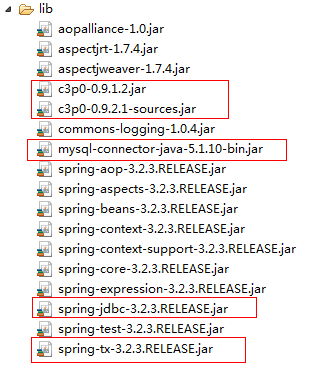 lib
aopalliance-1.0.jar
aspectjrt-1.7.4.jar
aspectjweaver-1.7.4.jar
c3p0-0.9.1.2.jar
c3p0-0.9.2.1-sources.jar
commons-logging-1.0.4.jar
mysql-connector-java-5.1.10-bin.jar
spring-aop-3.2.3.RELEASE.jar
spring-aspects-3.2.3.RELEASE.jar
spring-beans-3.2.3.RELEASE.jar
spring-context-3.2.3.RELEASE.jar
spring-context-support-3.2.3.RELEASE.jar
spring-core-3.2.3.RELEASE.jar
spring-expression-3.2.3.RELEASE.jar
spring-jdbc-3.2.3.RELEASE.jar
spring-test-3.2.3.RELEASE.jar
spring-tx-3.2.3.RELEASE.jar